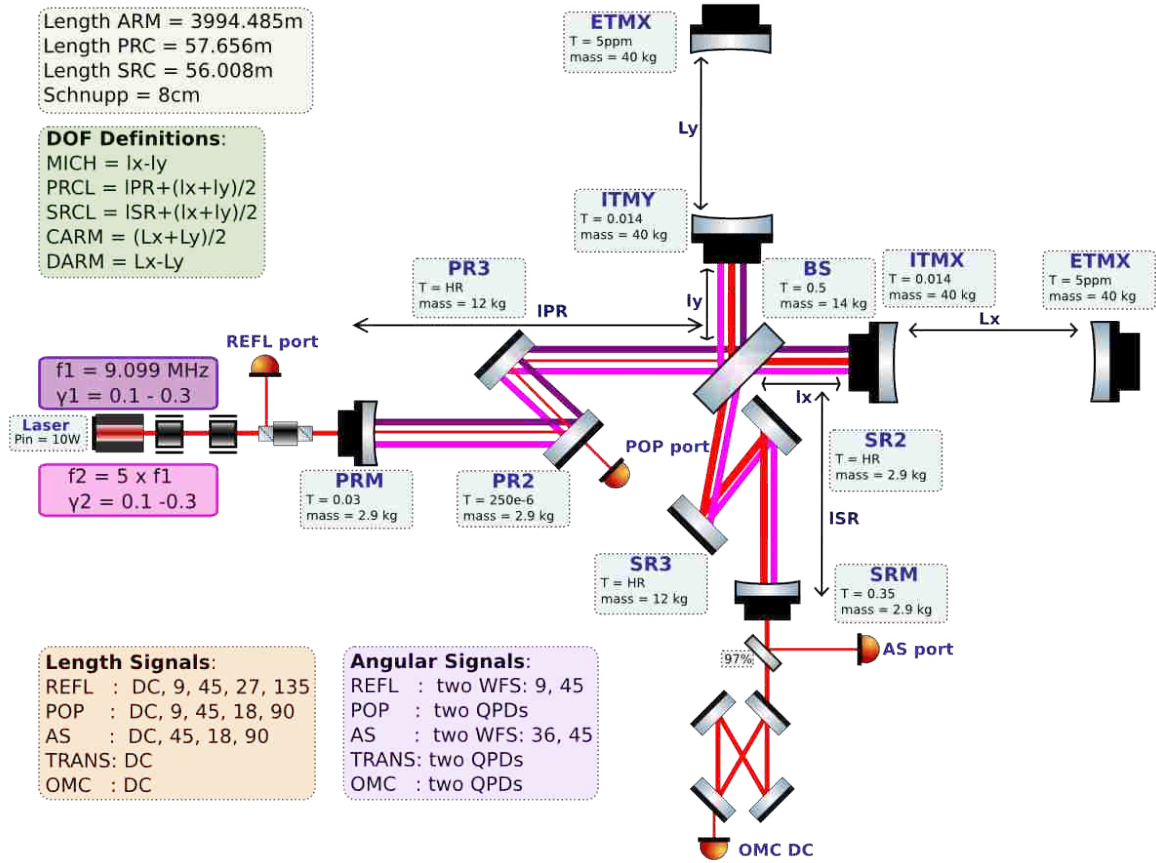 Length ARM = 3994.485m
Length PRC = 57.656m
Length SRC = 56.008m
Schnupp = 8cm
DOF Definitions:
MICH = lx-ly
PRCL = lPR+(lx+ly)/2
SRCL = lSR+(lx+ly)/2
CARM = (Lx+Ly)/2
DARM = Lx-Ly
ETMX
T = 5ppm
mass = 40 kg
Ly
ITMY
T = 0.014
mass = 40 kg
PR3
T = HR
mass = 12 kg
BS
T = 0.5
mass = 14 kg
ITMX
T = 0.014
mass = 40 kg
ETMX
T = 5ppm
mass = 40 kg
ly
lPR
Lx
REFL port
f1 = 9.099 MHz
γ1 = 0.1 - 0.3
Laser
Pin = 10W
f2 = 5 x f1
γ2 = 0.1 -0.3
lx
PRM
T = 0.03
mass = 2.9 kg
PR2
T = 250e-6
mass = 2.9 kg
POP port
SR2
T = HR
mass = 2.9 kg
lSR
SR3
T = HR
mass = 12 kg
SRM
T = 0.35
mass = 2.9 kg
97%
AS port
Length Signals:
REFL : DC, 9, 45, 27, 135
POP : DC, 9, 45, 18, 90
AS : DC, 45, 18, 90
TRANS: DC
OMC : DC
Angular Signals:
REFL : two WFS: 9, 45
POP : two QPDs
AS : two WFS: 36, 45
TRANS: two QPDs
OMC : two QPDs
OMC DC